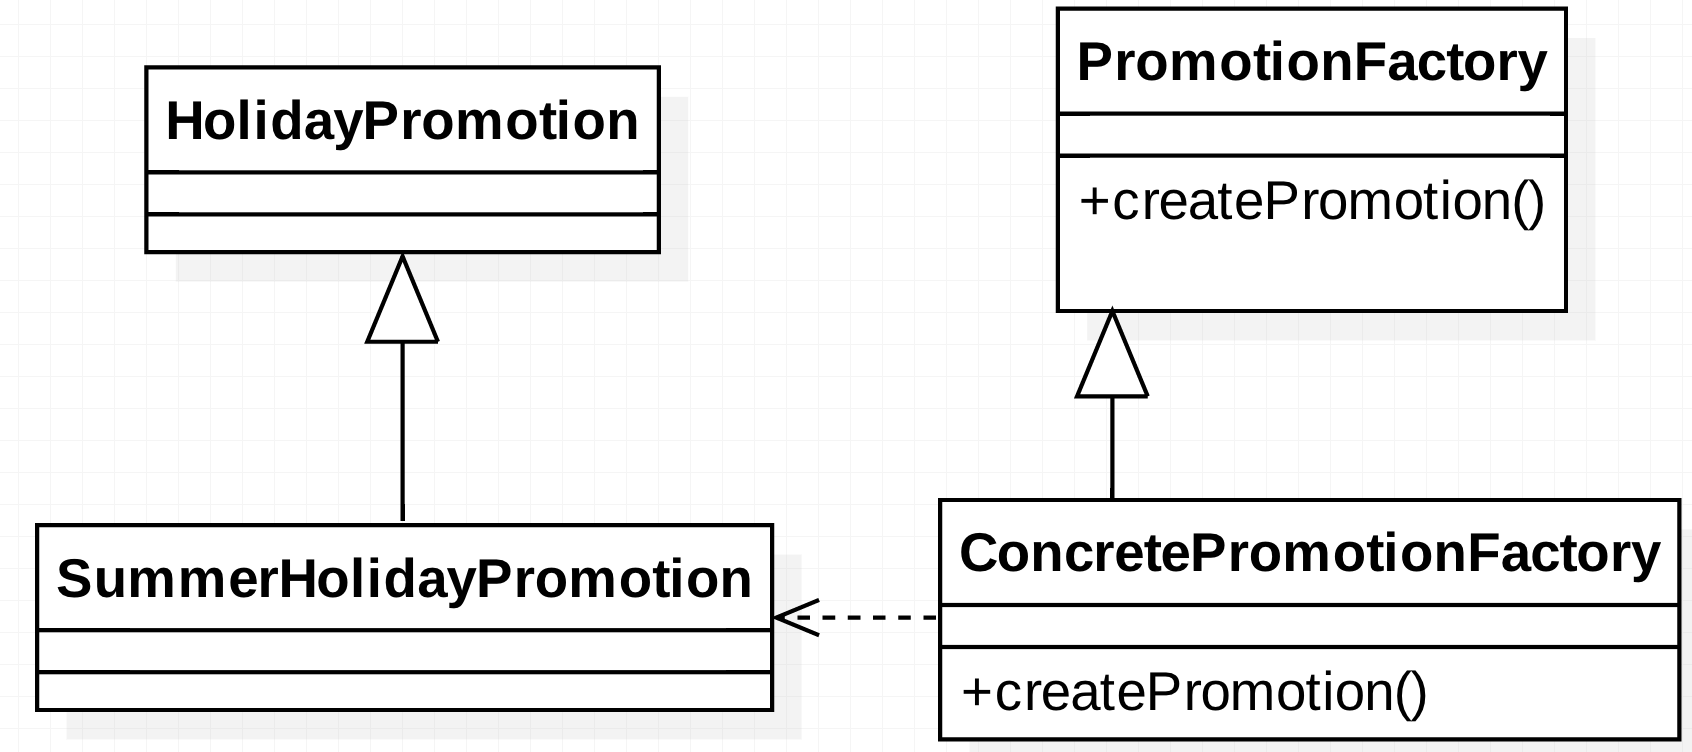 HolidayPromotion
PromotionFactory
+createPromotion()
SummerHolidayPromotion
ConcretePromotionFactory
+createPromotion()